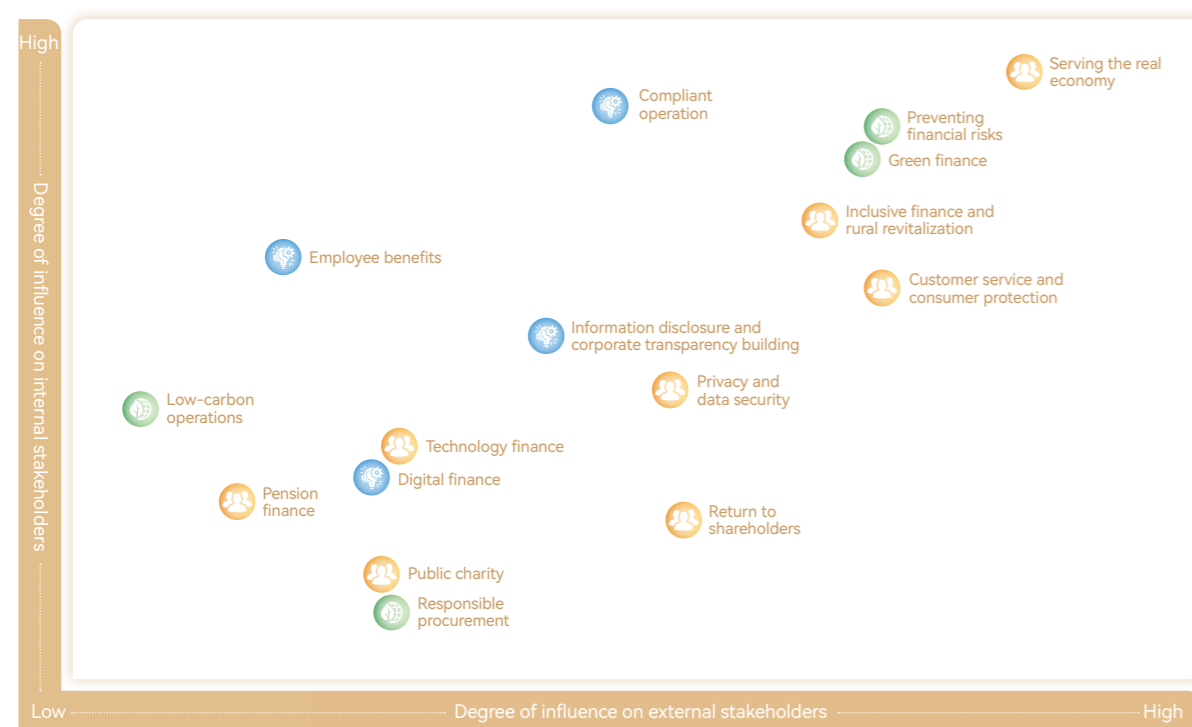 High
Serving the real
economy
Compliant
operation
Preventing
financial risks
Green finance
Inclusive finance and
rural revitalization
Employee benefits
Customer service and
consumer protection
Information disclosure and
corporate transparency building
Privacy and
data security
Low-carbon
operations
Technology finance
Digital finance
Pension
finance
Return to
shareholders
Public charity
Responsible
procurement
Degree of influence on internal stakeholders
Low
Degree of influence on external stakeholders
High